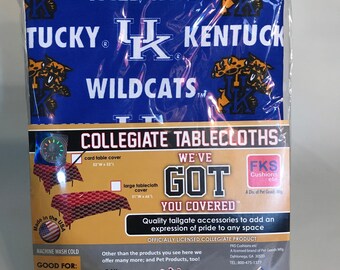 TUCKY® UK KENTUCK
WILDCATS™
COLLEGIATE TABLECLOTHS
card table cover
WE'VE
GOT
YOU COVERED
large tablecloth
cover
FKS
Cushions
Quality tailgate accessories to add an
expression of pride to any space
OFFICIALLY LICENSED COLLEGIATE PRODUCT
MACHINE WASH COLD
GOOD FOR:
Other than the products you see here we
offer many more; and Pet Products, too!